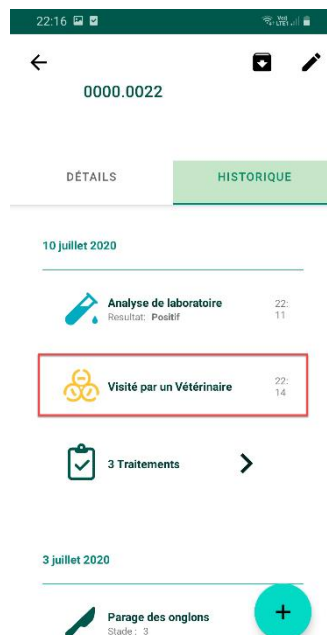 22:16
0000.0022
DÉTAILS HISTORIQUE
10 juillet 2020
Analyse de laboratoire 22:
Resultat: Positif 11
Visité par un Vétérinaire 22:
14
3 Traitements
3 juillet 2020
Parage des onglons
Stade : 3